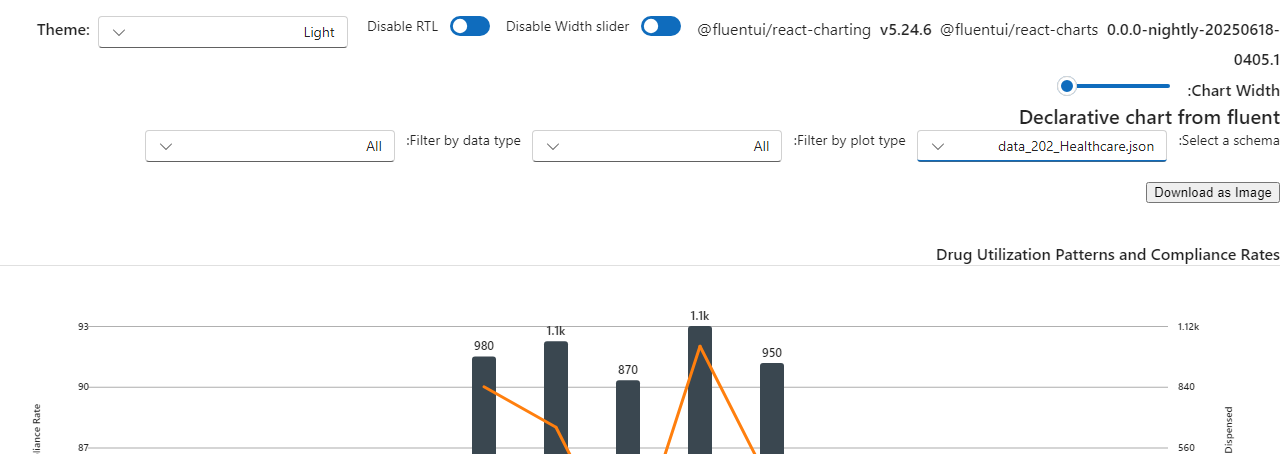 Theme: Light Disable RTL Disable Width slider @fluentui/react-charting v5.24.6 @fluentui/react-charts 0.0.0-nightly-20250618-
0405.1
:Chart Width
Declarative chart from fluent
:Select a schema data_202_Healthcare.json :Filter by plot type All :Filter by data type All
Download as Image
Drug Utilization Patterns and Compliance Rates
1.1k
93 1.1k 1.12k
980 950
870
90 840
87 560
Dispensed
Rate